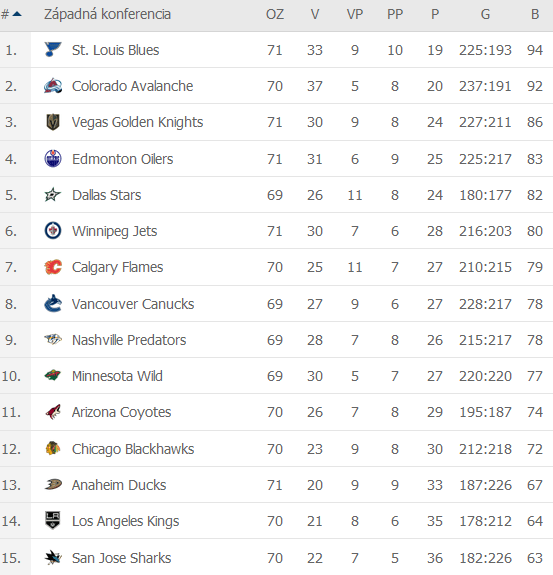 # Západná konferencia OZ V VP PP P G B
1. St. Louis Blues 71 33 9 10 19 225:193 94
2. Colorado Avalanche 70 37 5 8 20 237:191 92
3. Vegas Golden Knights 71 30 9 8 24 227:211 86
4. Edmonton Oilers 71 31 6 9 25 225:217 83
5. Dallas Stars 69 26 11 8 24 180:177 82
6. Winnipeg Jets 71 30 7 6 28 216:203 80
7. Calgary Flames 70 25 11 7 27 210:215 79
8. Vancouver Canucks 69 27 9 6 27 228:217 78
9. Nashville Predators 69 28 7 8 26 215:217 78
10. Minnesota Wild 69 30 5 7 27 220:220 77
11. Arizona Coyotes 70 26 7 8 29 195:187 74
12. Chicago Blackhawks 70 23 9 8 30 212:218 72
13. Anaheim Ducks 71 20 9 9 33 187:226 67
14. Los Angeles Kings 70 21 8 6 35 178:212 64
15. San Jose Sharks 70 22 7 5 36 182:226 63